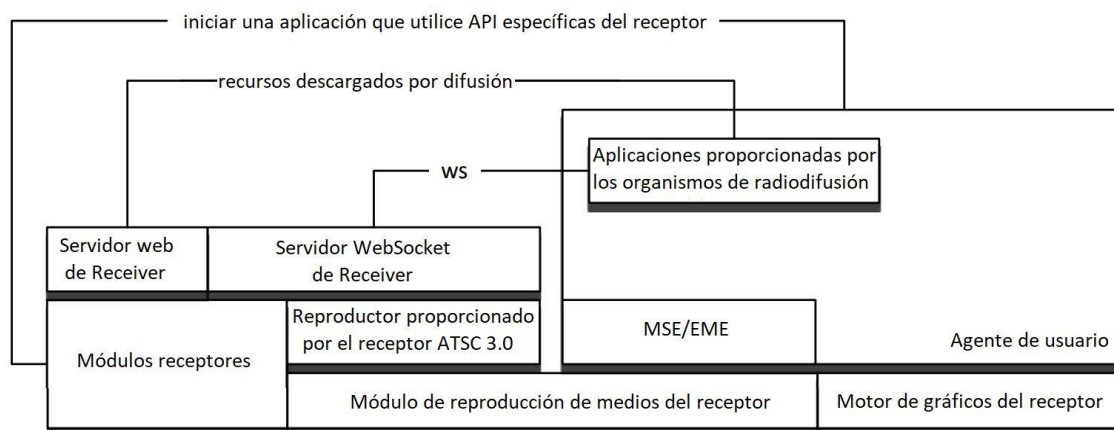 iniciar una aplicación que utilice API específicas del receptor
recursos descargados por difusión
Aplicaciones proporcionadas por
los organismos de radiodifusión
ws
Servidor web
de Receiver
Servidor WebSocket
de Receiver
Reproductor proporcionado
por el receptor ATSC 3.0
MSE/EME
Agente de usuario
Módulos receptores
Módulo de reproducción de medios del receptor
Motor de gráficos del receptor